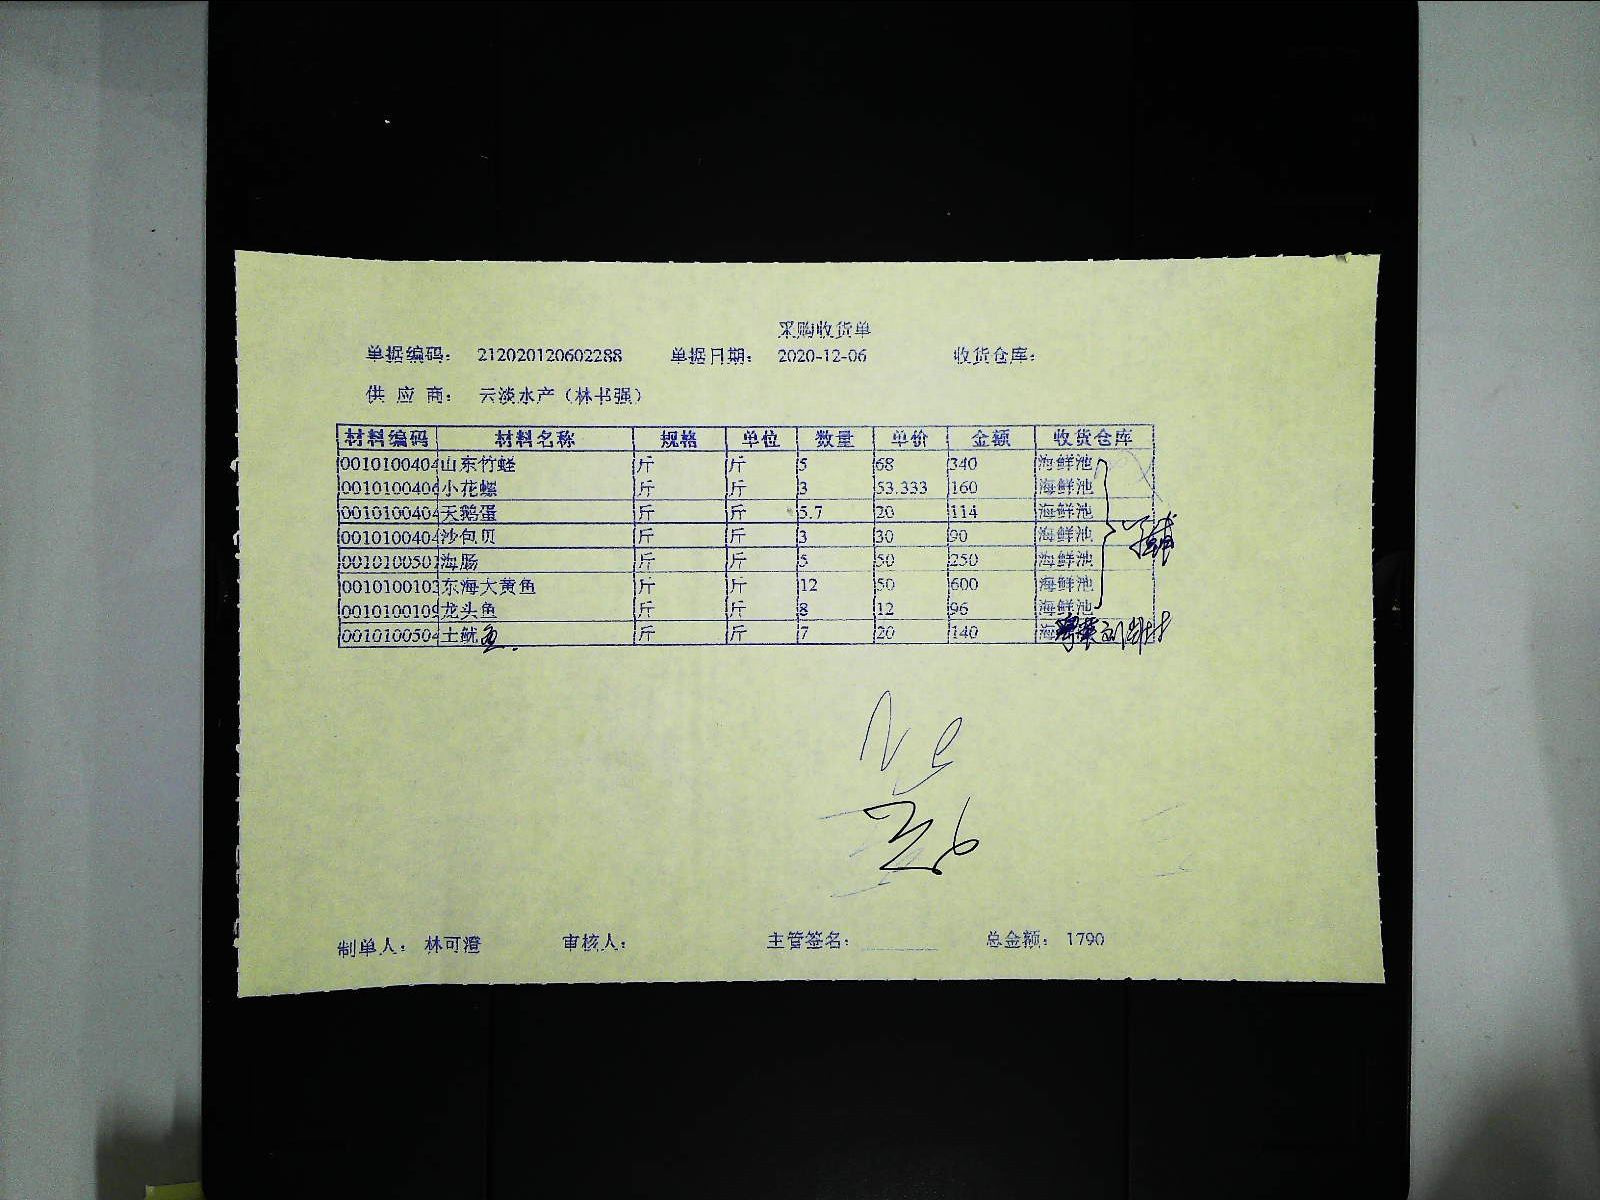 采购收货单
单据编码： 212020120602288 单据日期： 2020-12-06 收货仓库：
供 应 商： 云淡水产（林书强）
材料编码 材料名称 规格 单位 数量 单价 金额 收货仓库
0010100404 山东竹蛏 斤 斤 5 68 340 海鲜池
0010100406 小花螺 斤 斤 3 53.333 160 海鲜池
0010100404 天鹅蛋 斤 斤 5.7 20 114 海鲜池
0010100404 沙包贝 斤 斤 3 30 90 海鲜池
0010100501 海肠 斤 斤 5 50 250 海鲜池
0010100103 东海大黄鱼 斤 斤 12 50 600 海鲜池
0010100109 龙头鱼 斤 斤 8 12 96 海鲜池
0010100504 土鱿鱼 斤 斤 7 20 140 海
制单人： 林可澄 审核人： 主管签名： 总金额： 1790